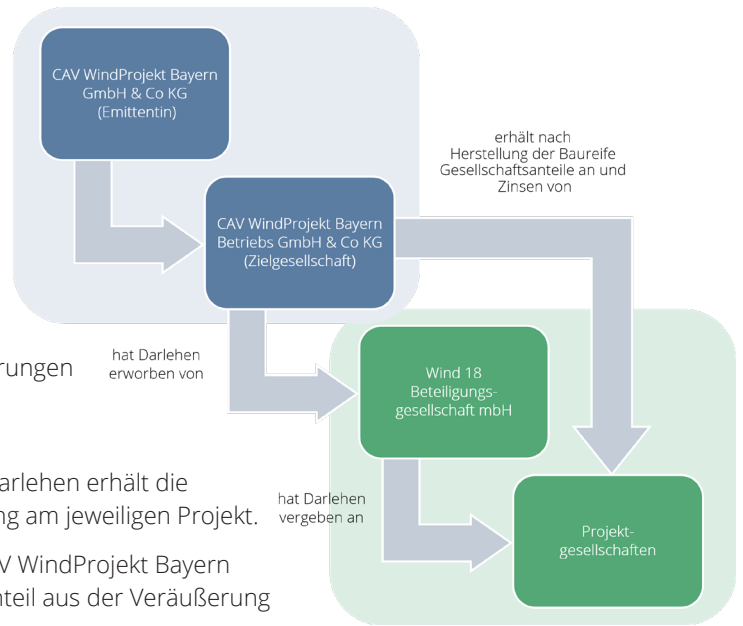 CAV WindProjekt Bayern
GmbH & Co KG
(Emittentin)
erhält nach
Herstellung der Baureife
Gesellschaftsanteile an und
Zinsen von
CAV WindProjekt Bayern
Betriebs GmbH & Co KG
(Zielgesellschaft)
hat Darlehen
erworben von
Wind 18
Beteiligungs-
gesellschaft mbH
hat Darlehen
vergeben an
Projekt-
gesellschaften
rungen
arlehen erhält die
ng am jeweiligen Projekt.
V WindProjekt Bayern
nteil aus der Veräußerung